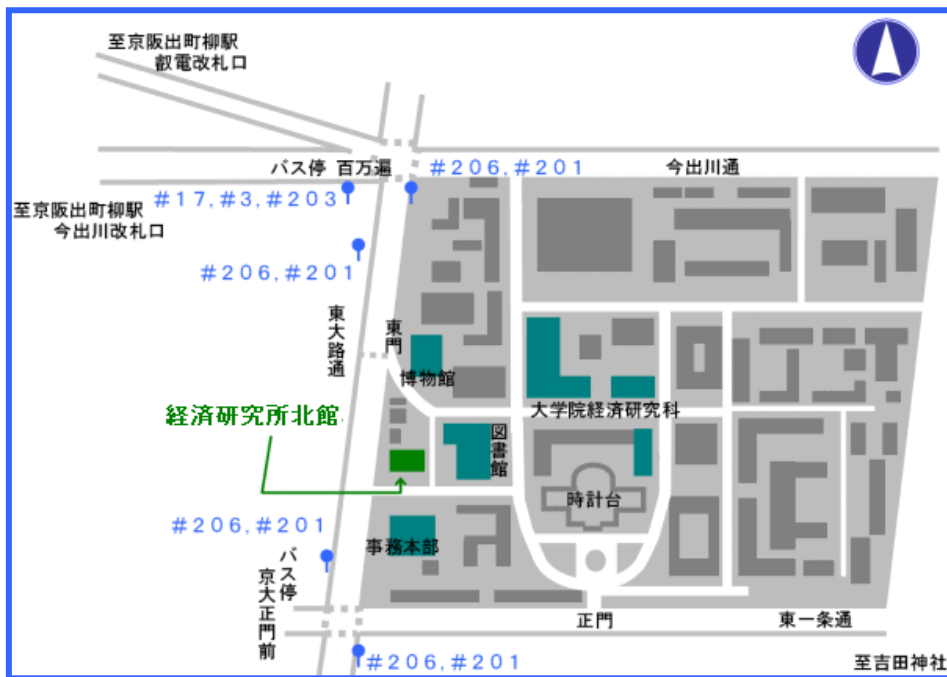 至京阪出町柳駅
叡電改札口
バス停 百万遍
#206,#201
今出川通
#17,#3,#203
至京阪出町柳駅
今出川改札口
#206,#201
東大路通
東門
博物館
経済研究所北館
大学院経済研究科
図書館
時計台
#206,#201
事務本部
バス停
京大正門前
正門
東一条通
#206,#201
至吉田神社